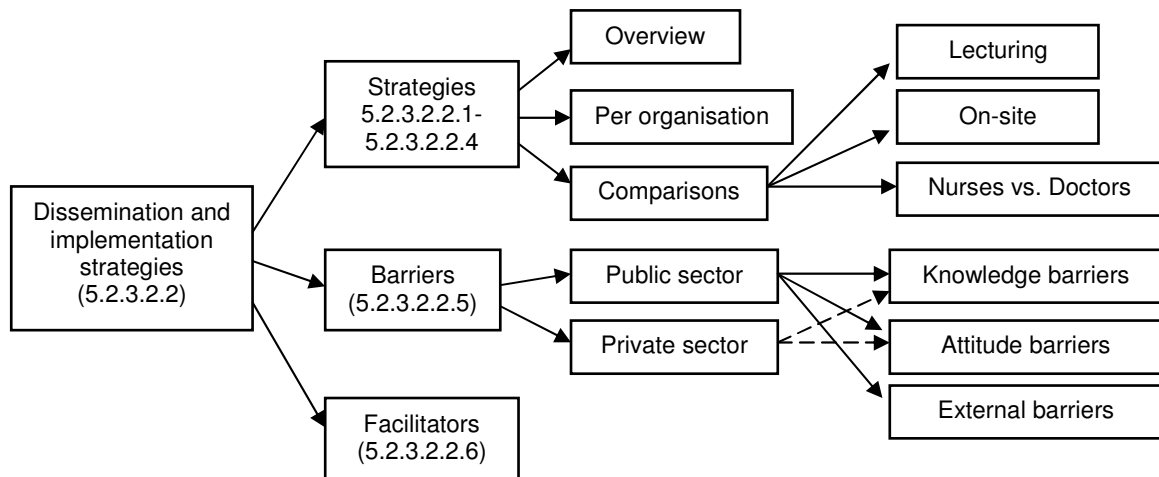 Overview
Lecturing
Strategies
5.2.3.2.2.1-
5.2.3.2.2.4
Per organisation
On-site
Comparisons
Nurses vs. Doctors
Dissemination and
implementation
strategies
(5.2.3.2.2)
Barriers
(5.2.3.2.2.5)
Public sector
Knowledge barriers
Private sector
Attitude barriers
External barriers
Facilitators
(5.2.3.2.2.6)